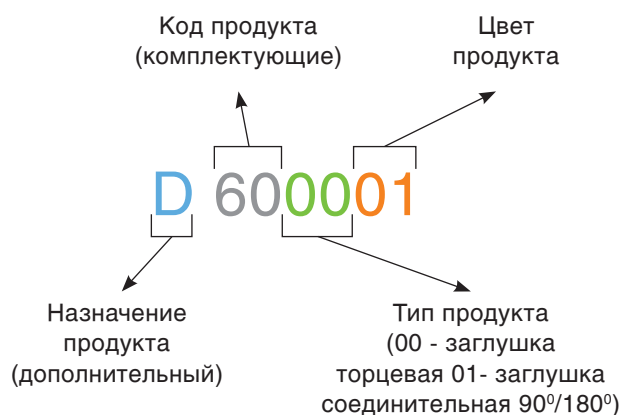 Код продукта
(комплектующие)
Цвет
продукта
D 600001
Назначение
продукта
(дополнительный)
Тип продукта
(00 - заглушка
торцевая 01- заглушка
соединительная 90⁰/180⁰)